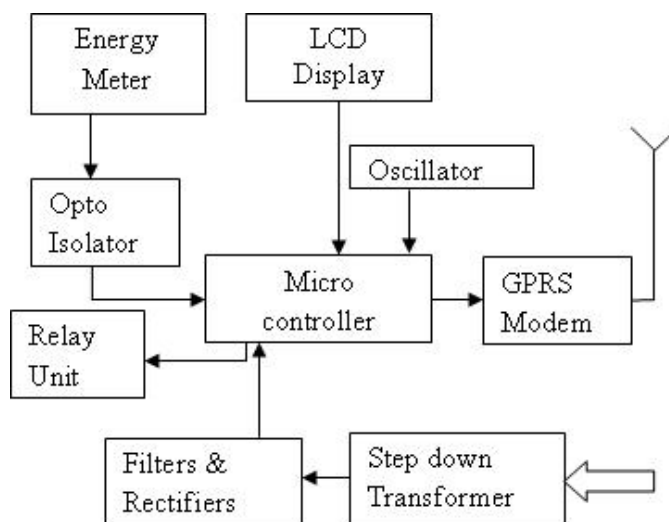 Energy
Meter
LCD
Display
Oscillator
Opto
Isolator
Micro
controller
GPRS
Modem
Relay
Unit
Filters &
Rectifiers
Step down
Transformer